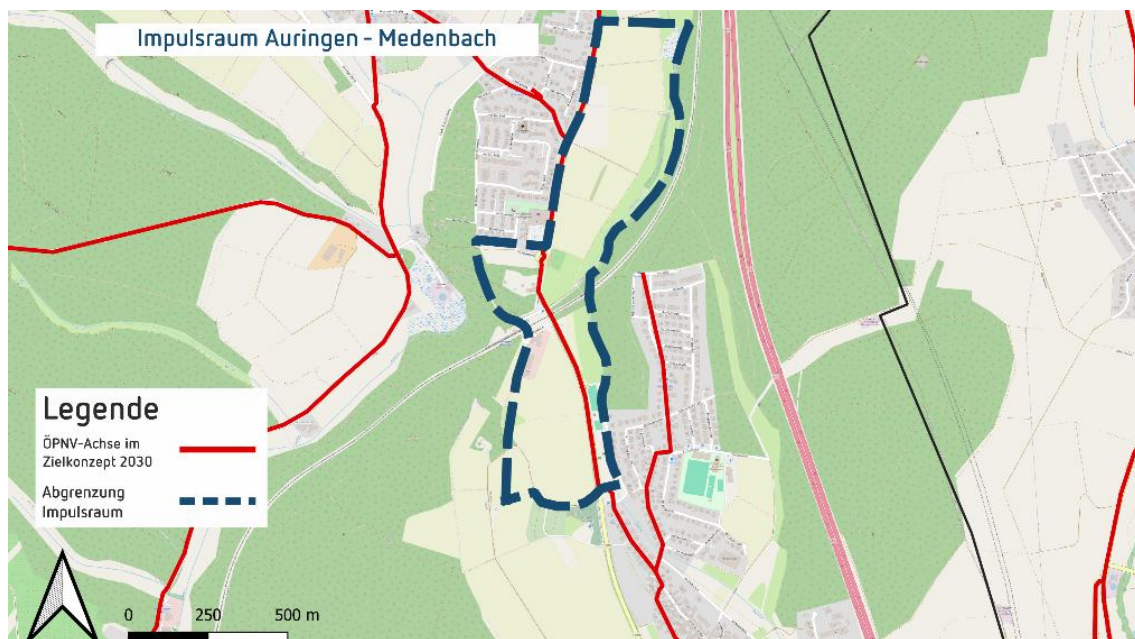 Impulsraum Auringen - Medenbach
Legende
ÖPNV-Achse im
Zielkonzept 2030
Abgrenzung
Impulsraum
0 250 500 m